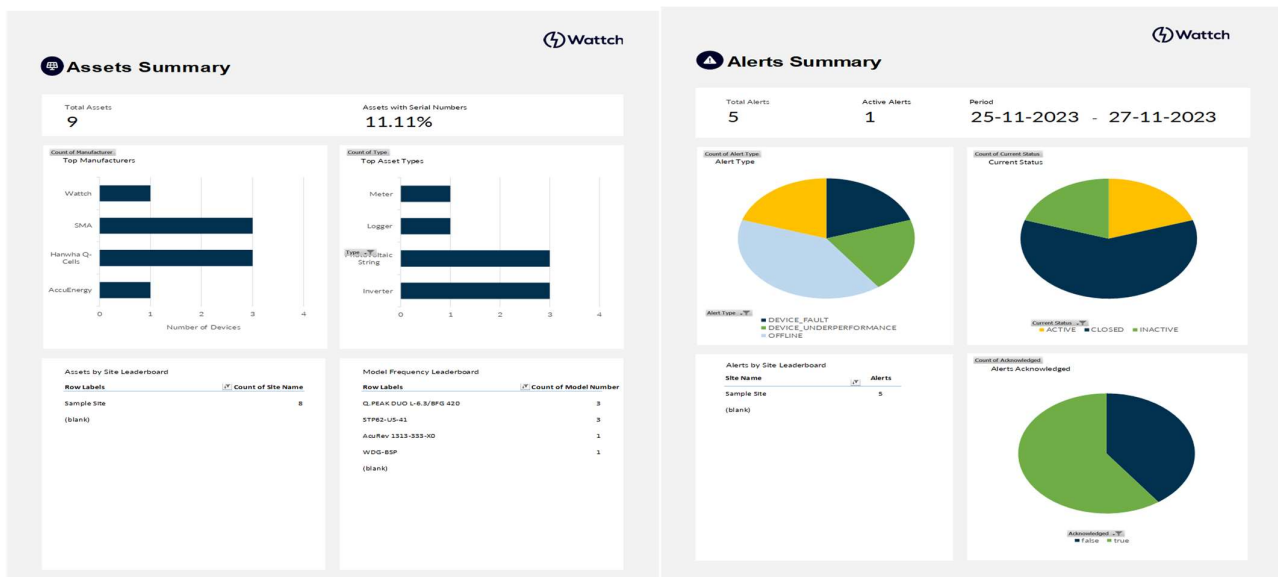 Wattch
Assets Summary
Total Assets
9
Assets with Serial Numbers
11.11%
Count of Manufacturer
Top Manufacturers
Wattch
SMA
Hanwha Q-
Cells
AccuEnergy
0 1 2 3 4
Number of Devices
Count of Type
Top Asset Types
Meter
Logger
Type
String
Inverter
0 1 2 3 4
Assets by Site Leaderboard
Row Labels Count of Site Name
Sample Site 8
(blank)
Model Frequency Leaderboard
Row Labels Count of Model Number
Q.PEAK DUO L-6.3/BFG 420 3
STP62-US-41 3
AcuRev 1313-333-X0 1
WDG-BSP 1
(blank)
Wattch
Alerts Summary
Total Alerts
5
Active Alerts
1
Period
25-11-2023 - 27-11-2023
Count of Alert Type
Alert Type
Alert Type
DEVICE_FAULT
DEVICE_UNDERPERFORMANCE
OFFLINE
Count of Current Status
Current Status
Current Status
ACTIVE CLOSED INACTIVE
Alerts by Site Leaderboard
Site Name Alerts
Sample Site 5
(blank)
Count of Acknowledged
Alerts Acknowledged
Acknowledged
false true